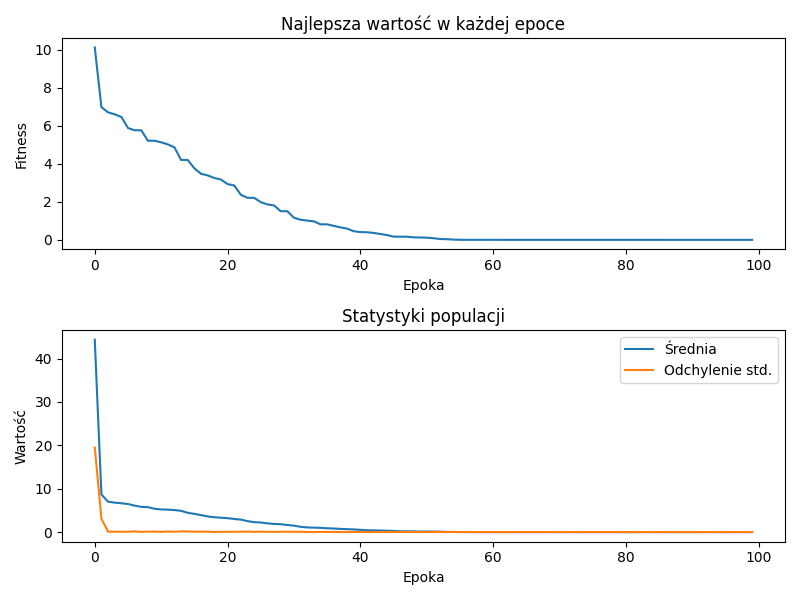 Najlepsza wartość w każdej epoce
10
8
6
4
2
0
Fitness
0 20 40 60 80 100
Epoka
Statystyki populacji
40
30
20
10
0
Wartość
Średnia
Odchylenie std.
0 20 40 60 80 100
Epoka